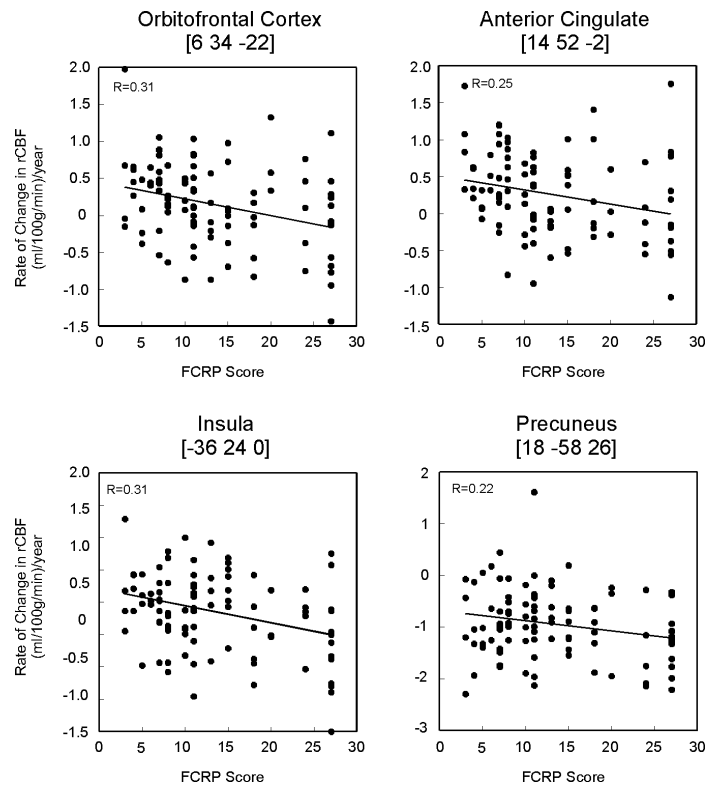 Orbitofrontal Cortex
[6 34 -22]
Anterior Cingulate
[14 52 -2]
R=0.31
R=0.25
Rate of Change in rCBF
(ml/100g/min)/year
2.0
1.5
1.0
0.5
0
-0.5
-1.0
-1.5
0 5 10 15 20 25 30
FCRP Score
2.0
1.5
1.0
0.5
0
-0.5
-1.0
-1.5
0 5 10 15 20 25 30
FCRP Score
Insula
[-36 24 0]
Precuneus
[18 -58 26]
R=0.31
R=0.22
Rate of Change in rCBF
(ml/100g/min)/year
2.0
1.5
1.0
0.5
0
-0.5
-1.0
-1.5
0 5 10 15 20 25 30
FCRP Score
2
1
0
-1
-2
-3
0 5 10 15 20 25 30
FCRP Score